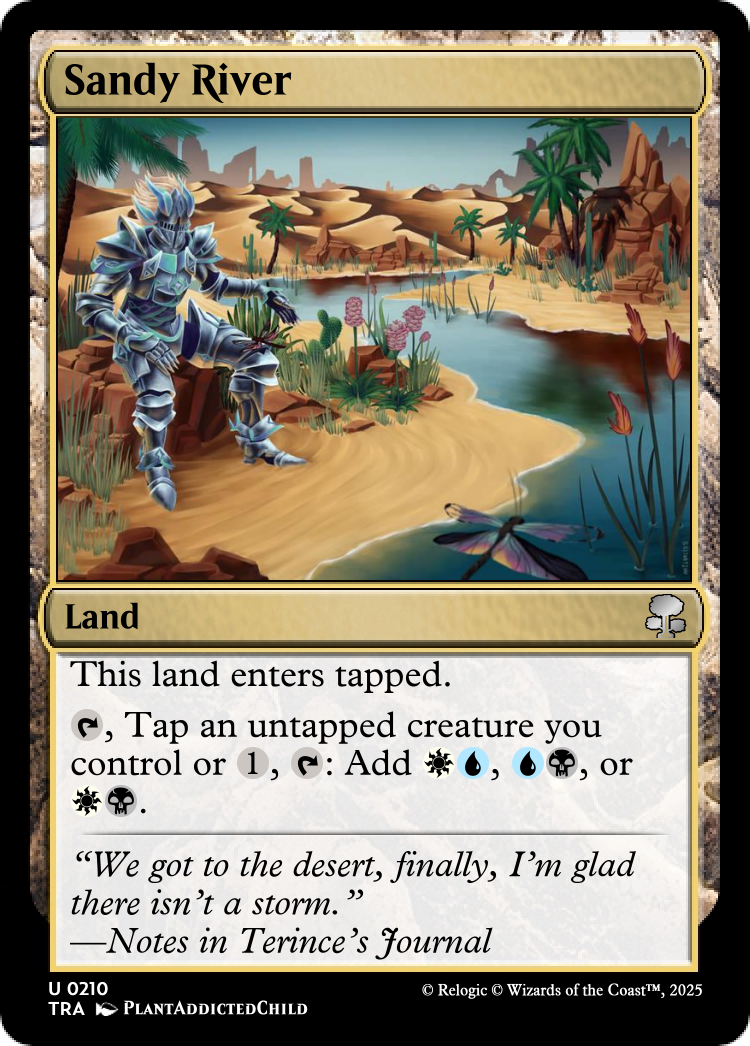 Sandy River
Land
This land enters tapped.
, Tap an untapped creature you
control or 1, : Add , , or
.
“We got to the desert, finally, I’m glad
there isn’t a storm.”
—Notes in Terince’s Journal
U 0210
TRA PlantAddictedChild
© Relogic © Wizards of the Coast™, 2025